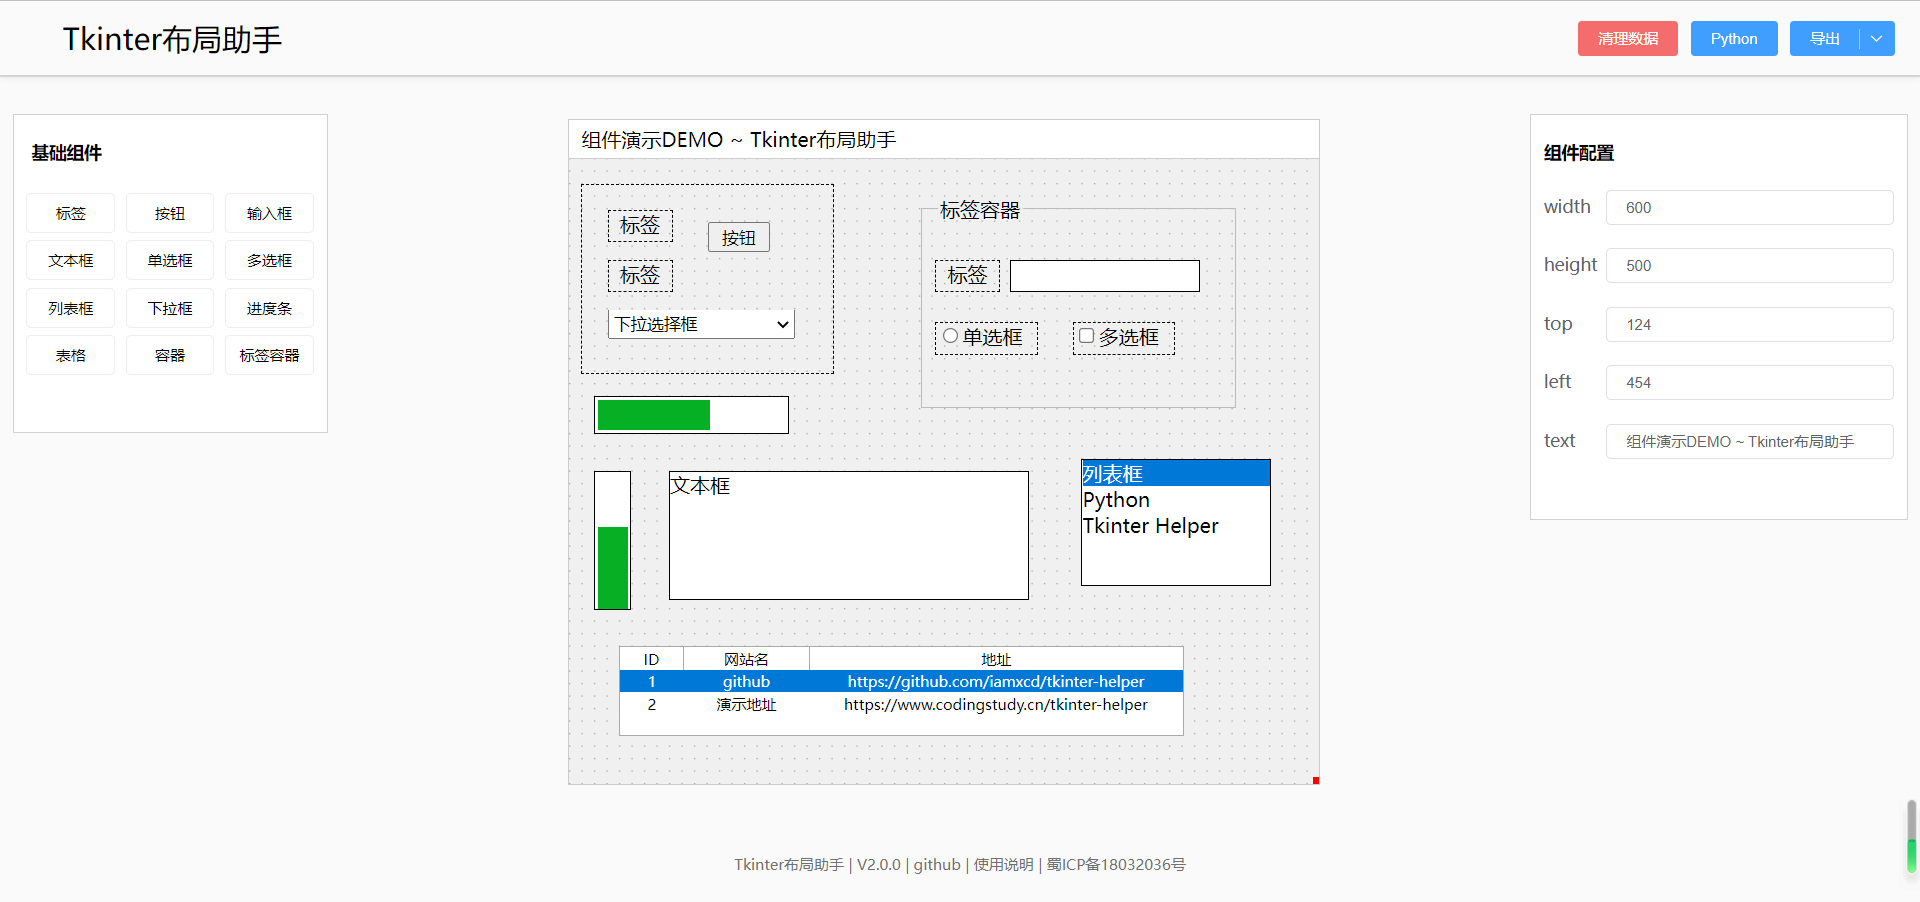 Tkinter布局助手
清理数据
Python
导出
基础组件
标签 按钮 输入框
文本框 单选框 多选框
列表框 下拉框 进度条
表格 容器 标签容器
组件演示DEMO ~ Tkinter布局助手
标签
按钮
标签
下拉选择框
标签容器
标签
单选框
多选框
文本框
列表框
Python
Tkinter Helper
ID 网站名 地址
1 github https://github.com/iamxcd/tkinter-helper
2 演示地址 https://www.codingstudy.cn/tkinter-helper
组件配置
width 600
height 500
top 124
left 454
text 组件演示DEMO ~ Tkinter布局助手
Tkinter布局助手 | V2.0.0 | github | 使用说明 | 蜀ICP备18032036号